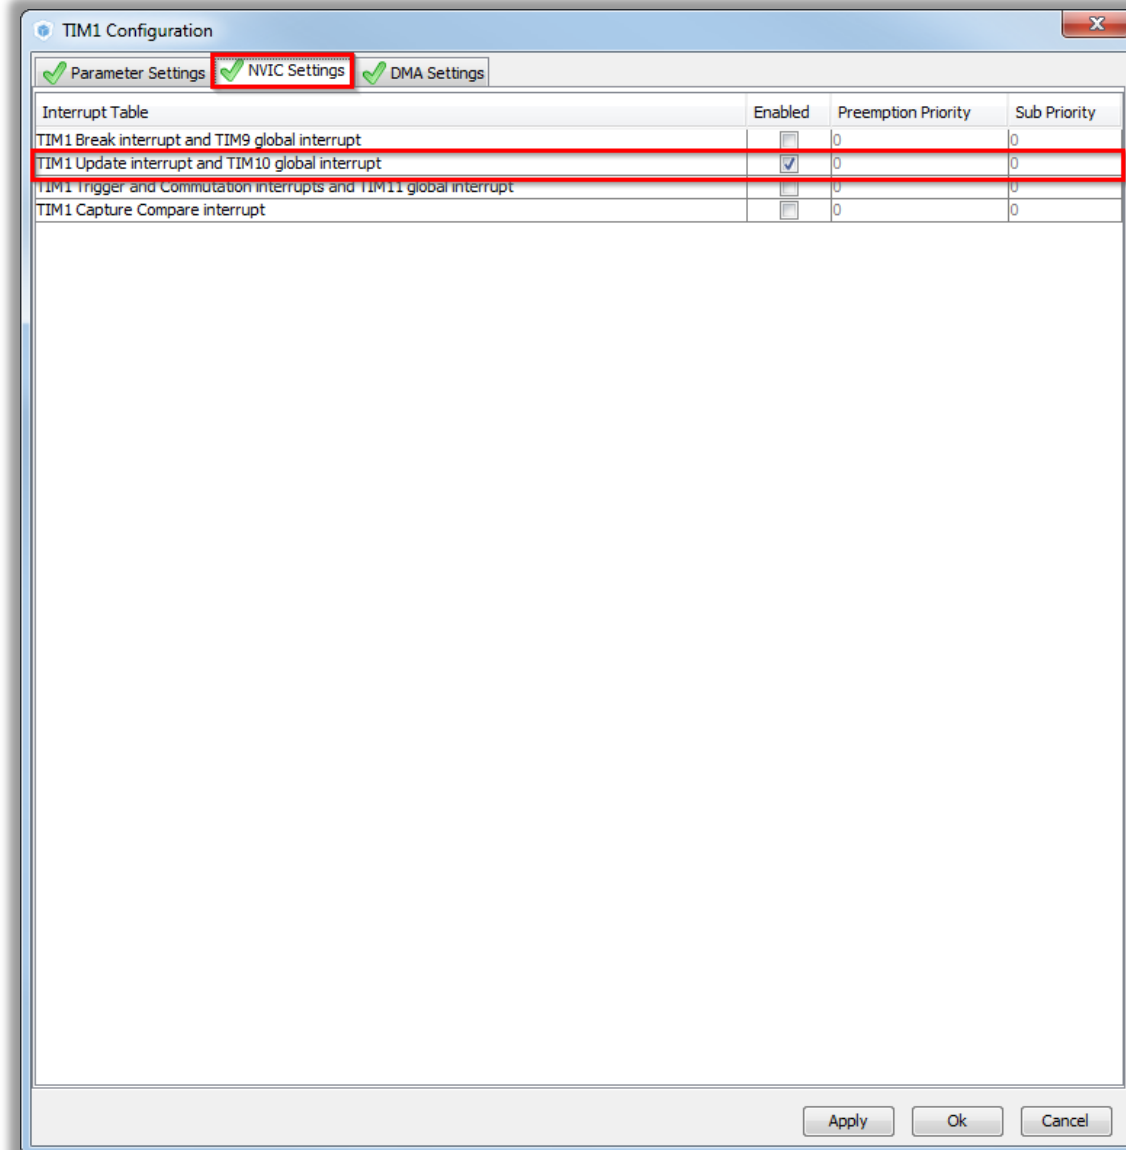 TIM1 Configuration
Parameter Settings NVIC Settings DMA Settings
Interrupt Table Enabled Preemption Priority Sub Priority
TIM1 Break interrupt and TIM9 global interrupt 0 0
TIM1 Update interrupt and TIM10 global interrupt 0 0
TIM1 Trigger and Commutation interrupts and TIM11 global interrupt 0 0
TIM1 Capture Compare interrupt 0 0
Apply Ok Cancel